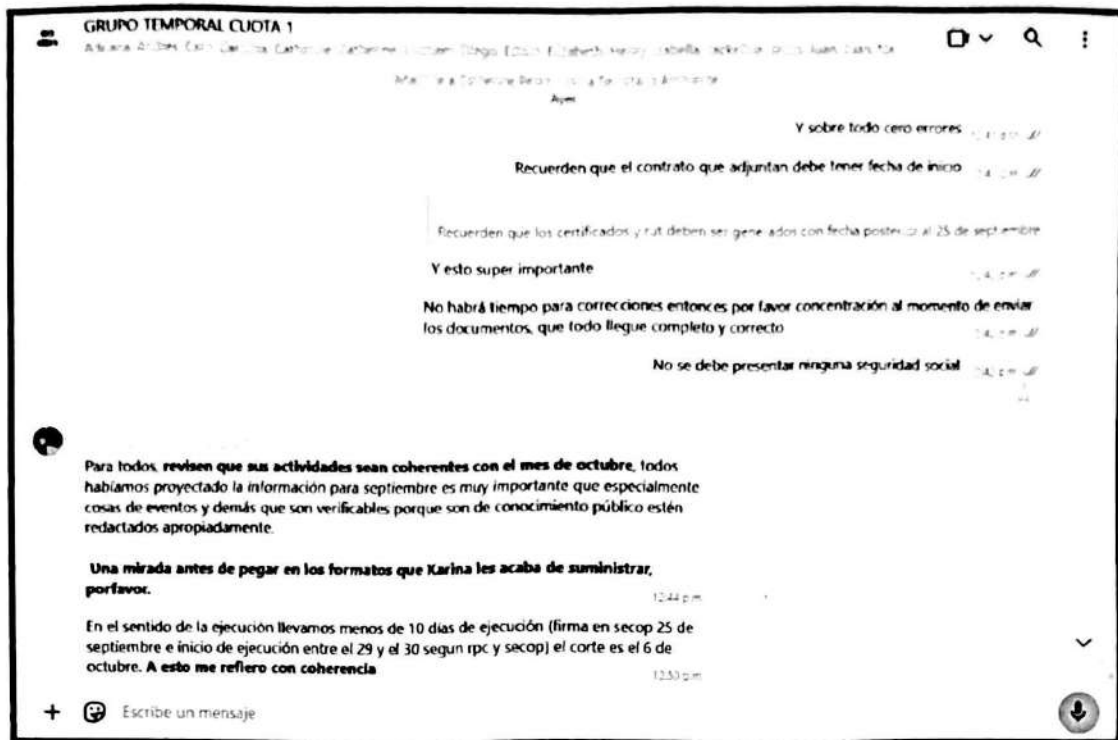 GRUPO TEMPORAL CUOTA 1
Ayer
Y sobre todo cero errores
Recuerden que el contrato que adjuntan debe tener fecha de inicio
Recuerden que los certificados y rut deben ser generados con fecha posterior al 25 de septiembre
Y esto super importante
No habrá tiempo para correcciones entonces por favor concentración al momento de enviar
los documentos, que todo llegue completo y correcto
No se debe presentar ninguna seguridad social
Para todos, revisen que sus actividades sean coherentes con el mes de octubre, todos
habíamos proyectado la información para septiembre es muy importante que especialmente
cosas de eventos y demás que son verificables porque son de conocimiento público estén
redactados apropiadamente.
Una mirada antes de pegar en los formatos que Karina les acaba de suministrar,
porfavor.
12:44 p.m.
En el sentido de la ejecución llevamos menos de 10 días de ejecución (firma en secop 25 de
septiembre e inicio de ejecución entre el 29 y el 30 segun rpc y secop) el corte es el 6 de
octubre. A esto me refiero con coherencia
12:53 p.m.
Escribe un mensaje